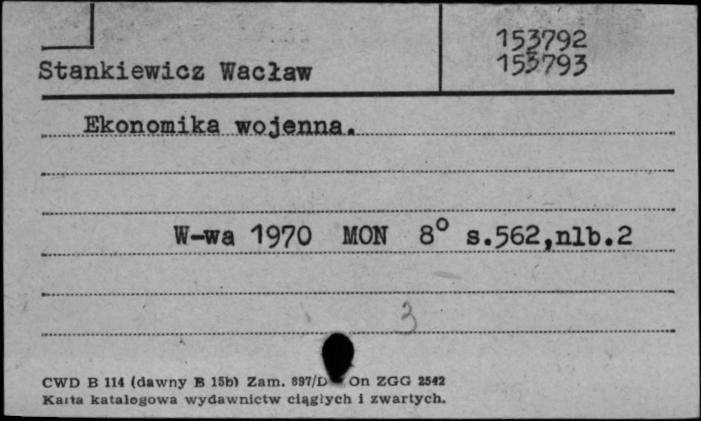 153792
153793
Stankiewicz Wacław
Ekonomika wojenna.
W-wa 1970 MON 8° s.562,nlb.2
3
CWD B 114 (dawny B 15b) Zam. 897/D On ZGG 2542
Karta katalogowa wydawnictw ciągłych i zwartych.